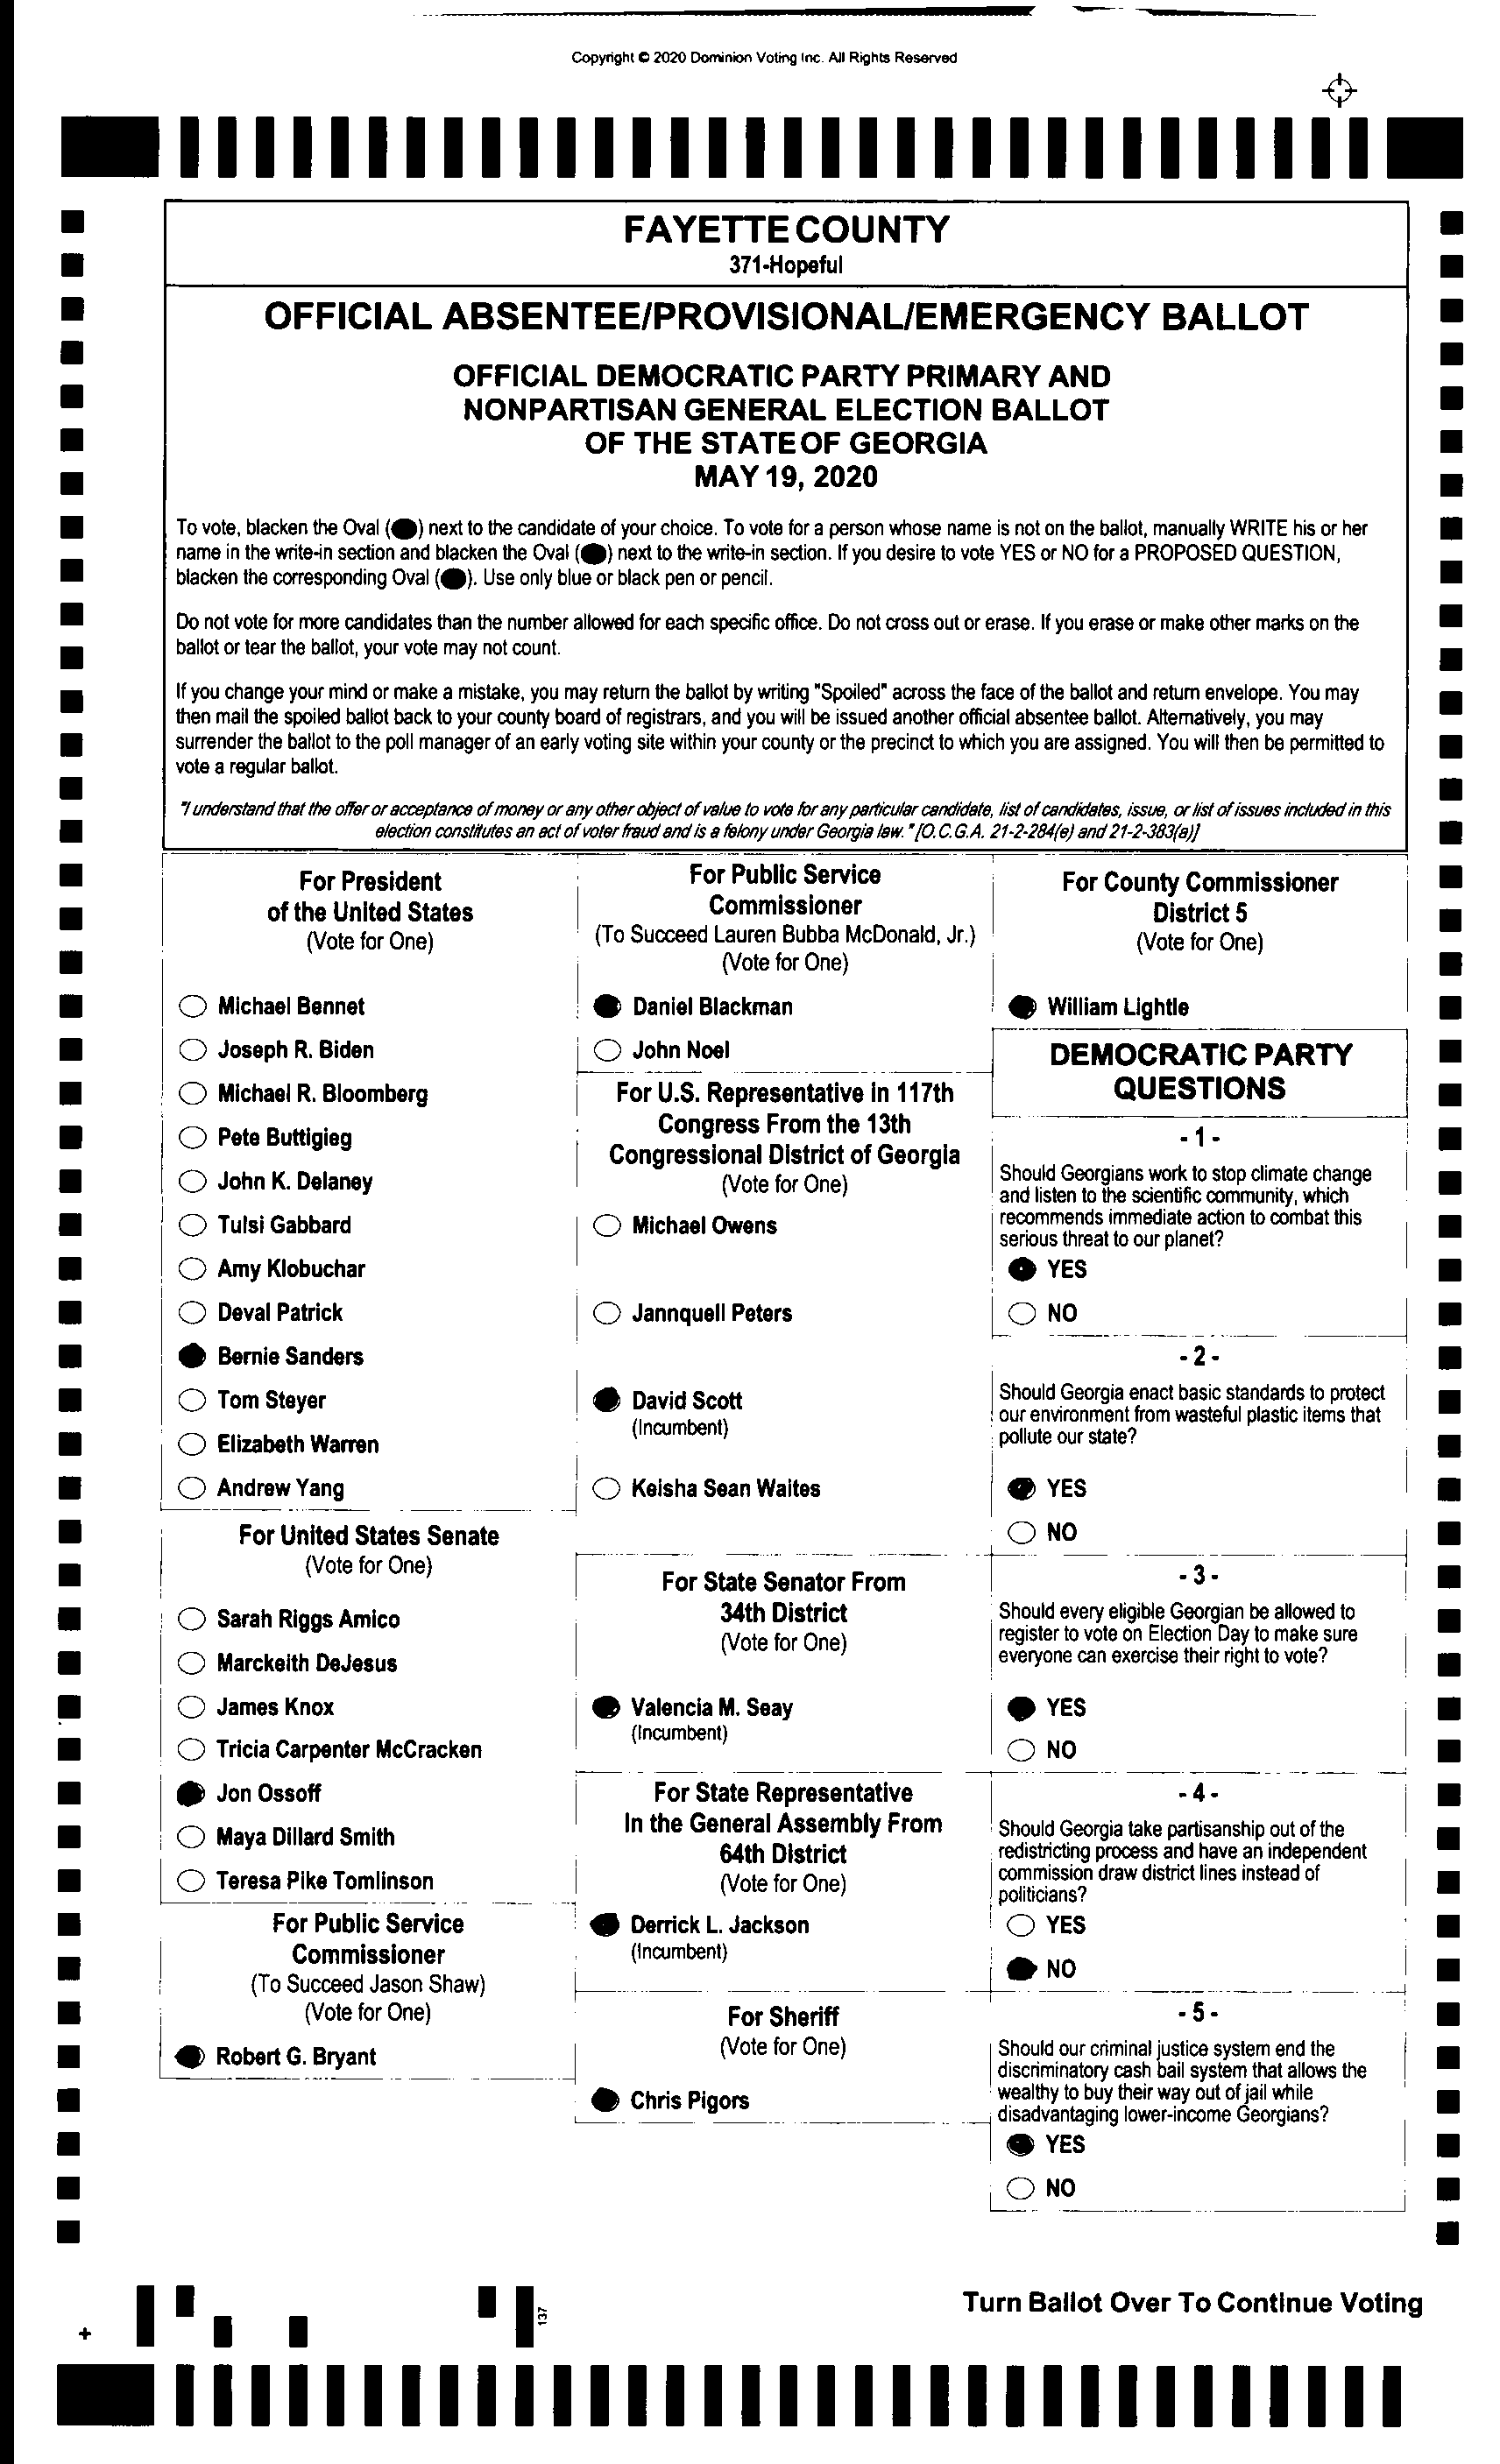 Copyright © 2020 Dominion Voting Inc. All Rights Reserved
FAYETTE COUNTY
371-Hopeful
OFFICIAL ABSENTEE/PROVISIONAL/EMERGENCY BALLOT
OFFICIAL DEMOCRATIC PARTY PRIMARY AND
NONPARTISAN GENERAL ELECTION BALLOT
OF THE STATE OF GEORGIA
MAY 19, 2020
To vote, blacken the Oval ( ) next to the candidate of your choice. To vote for a person whose name is not on the ballot, manually WRITE his or her
name in the write-in section and blacken the Oval ( ) next to the write-in section. If you desire to vote YES or NO for a PROPOSED QUESTION,
blacken the corresponding Oval ( ). Use only blue or black pen or pencil.
Do not vote for more candidates than the number allowed for each specific office. Do not cross out or erase. If you erase or make other marks on the
ballot or tear the ballot, your vote may not count.
If you change your mind or make a mistake, you may return the ballot by writing "Spoiled" across the face of the ballot and return envelope. You may
then mail the spoiled ballot back to your county board of registrars, and you will be issued another official absentee ballot. Alternatively, you may
surrender the ballot to the poll manager of an early voting site within your county or the precinct to which you are assigned. You will then be permitted to
vote a regular ballot.
"I understand that the offer or acceptance of money or any other object of value to vote for any particular candidate, list of candidates, issue, or list of issues included in this
election constitutes an act of voter fraud and is a felony under Georgia law." [O.C.G.A. 21-2-284(e) and 21-2-383(a)]
For President
of the United States
(Vote for One)
Michael Bennet
Joseph R. Biden
Michael R. Bloomberg
Pete Buttigieg
John K. Delaney
Tulsi Gabbard
Amy Klobuchar
Deval Patrick
Bernie Sanders
Tom Steyer
Elizabeth Warren
Andrew Yang
For United States Senate
(Vote for One)
Sarah Riggs Amico
Marckeith DeJesus
James Knox
Tricia Carpenter McCracken
Jon Ossoff
Maya Dillard Smith
Teresa Pike Tomlinson
For Public Service
Commissioner
(To Succeed Jason Shaw)
(Vote for One)
Robert G. Bryant
For Public Service
Commissioner
(To Succeed Lauren Bubba McDonald, Jr.)
(Vote for One)
Daniel Blackman
John Noel
For U.S. Representative in 117th
Congress From the 13th
Congressional District of Georgia
(Vote for One)
Michael Owens
Jannquell Peters
David Scott
(Incumbent)
Keisha Sean Waites
For State Senator From
34th District
(Vote for One)
Valencia M. Seay
(Incumbent)
For State Representative
In the General Assembly From
64th District
(Vote for One)
Derrick L. Jackson
(Incumbent)
For Sheriff
(Vote for One)
Chris Pigors
For County Commissioner
District 5
(Vote for One)
William Lightle
DEMOCRATIC PARTY
QUESTIONS
- 1 -
Should Georgians work to stop climate change
and listen to the scientific community, which
recommends immediate action to combat this
serious threat to our planet?
YES
NO
- 2 -
Should Georgia enact basic standards to protect
our environment from wasteful plastic items that
pollute our state?
YES
NO
- 3 -
Should every eligible Georgian be allowed to
register to vote on Election Day to make sure
everyone can exercise their right to vote?
YES
NO
- 4 -
Should Georgia take partisanship out of the
redistricting process and have an independent
commission draw district lines instead of
politicians?
YES
NO
- 5 -
Should our criminal justice system end the
discriminatory cash bail system that allows the
wealthy to buy their way out of jail while
disadvantaging lower-income Georgians?
YES
NO
Turn Ballot Over To Continue Voting
137